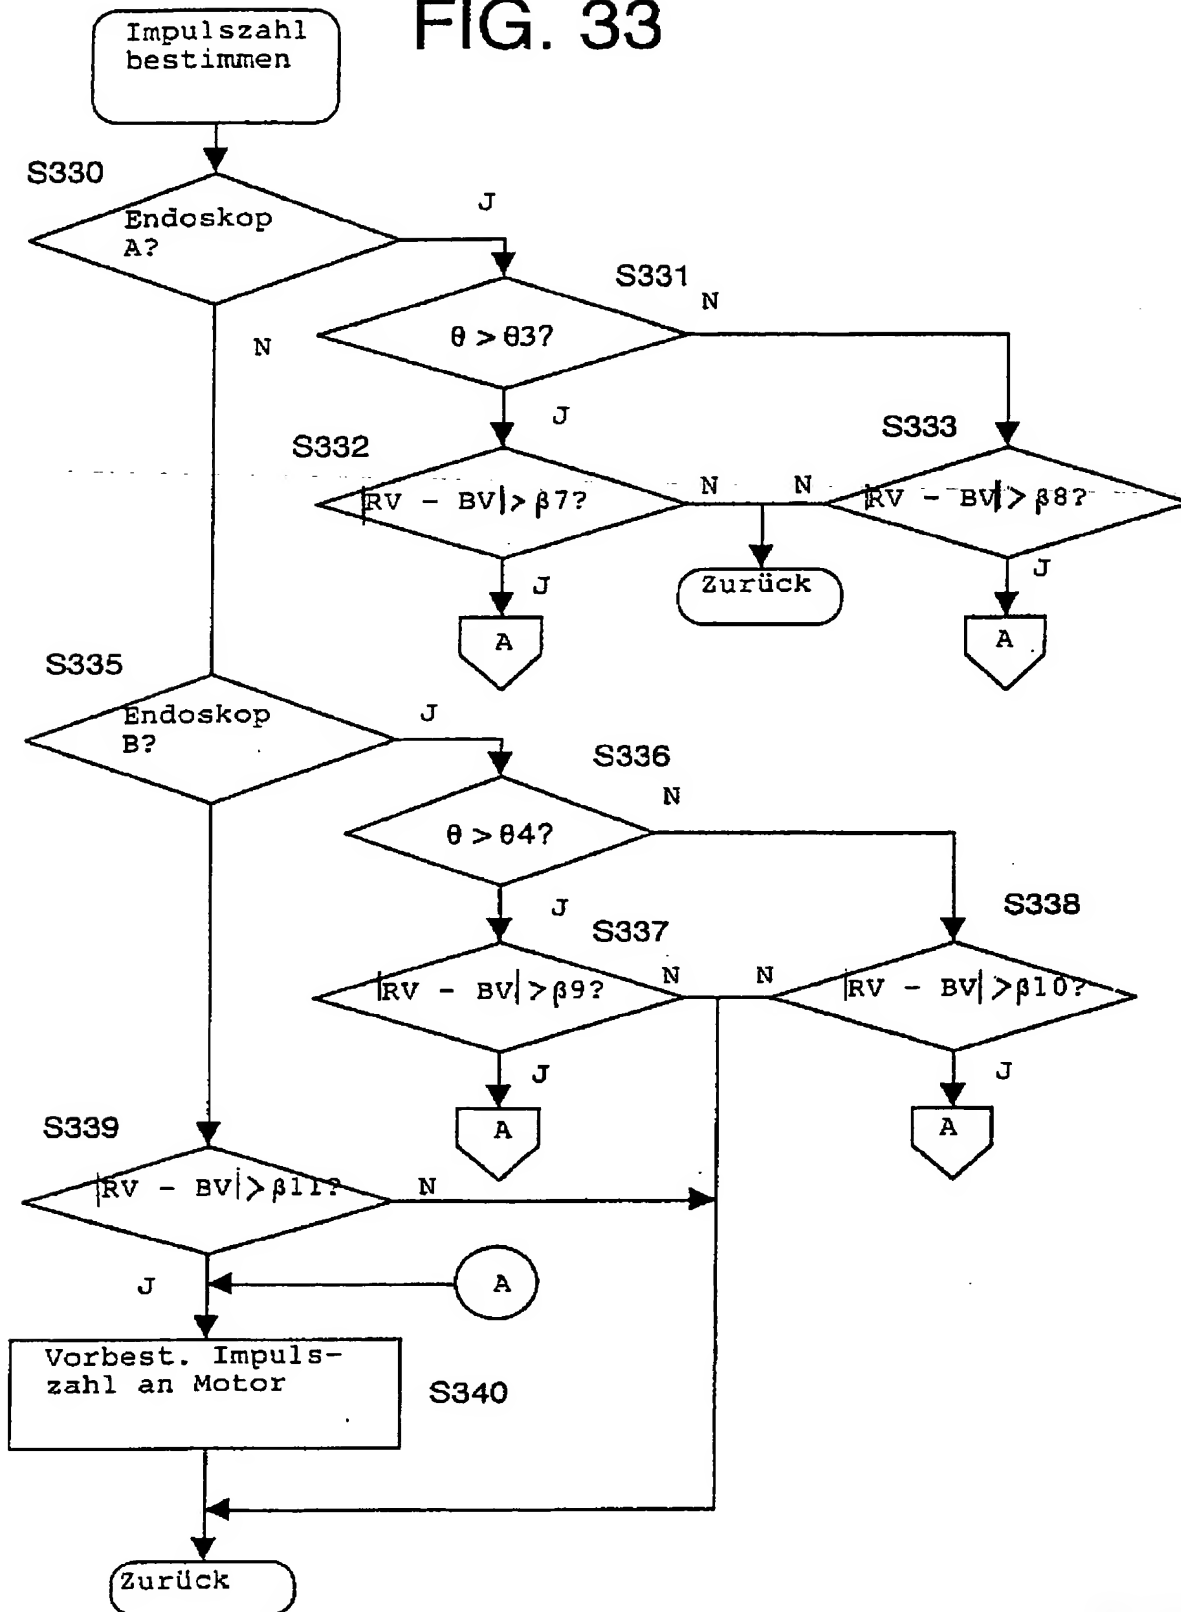 FIG. 33
Impulszahl
bestimmen
S330
Endoskop
A?
J
N
S331
θ > θ3?
N
J
S332
|RV - BV| > β7?
N
J
S333
|RV - BV| > β8?
N
J
Zurück
A
A
S335
Endoskop
B?
J
S336
θ > θ4?
N
J
S337
|RV - BV| > β9?
N
J
S338
|RV - BV| > β10?
N
J
A
A
S339
|RV - BV| > β11?
N
J
A
Vorbest. Impuls-
zahl an Motor
S340
Zurück